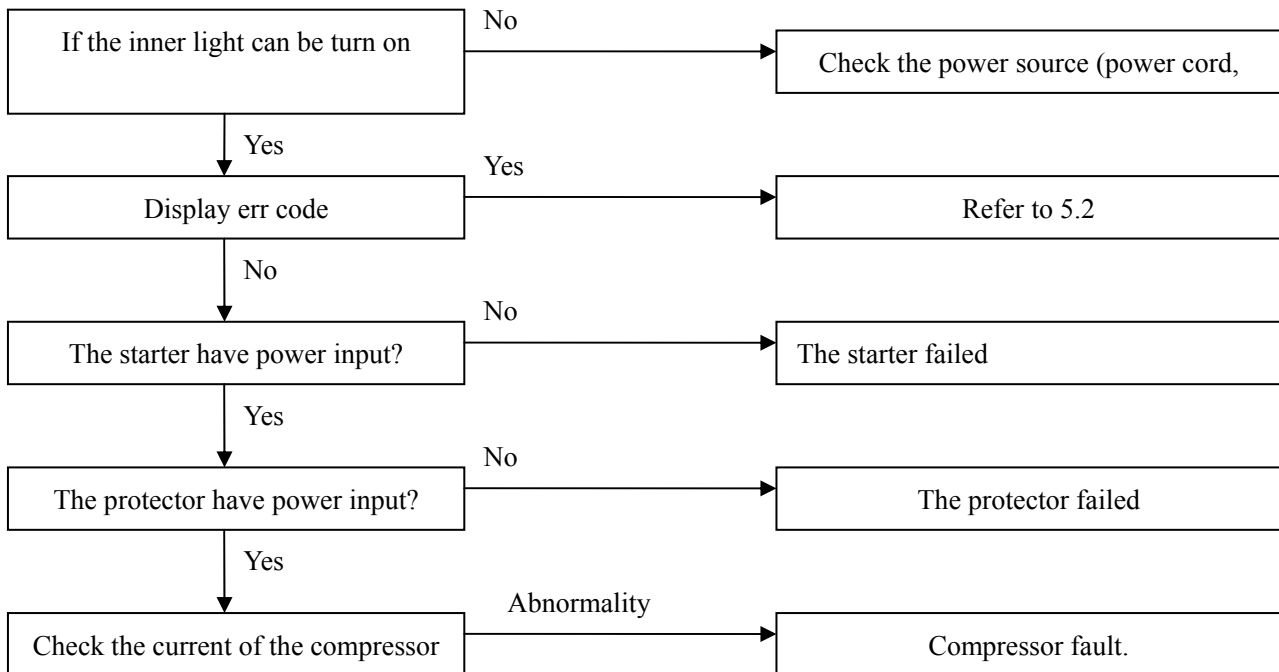 If the inner light can be turn on
No
Check the power source (power cord,
Yes
Display err code
Yes
Refer to 5.2
No
The starter have power input?
No
The starter failed
Yes
The protector have power input?
No
The protector failed
Yes
Check the current of the compressor
Abnormality
Compressor fault.